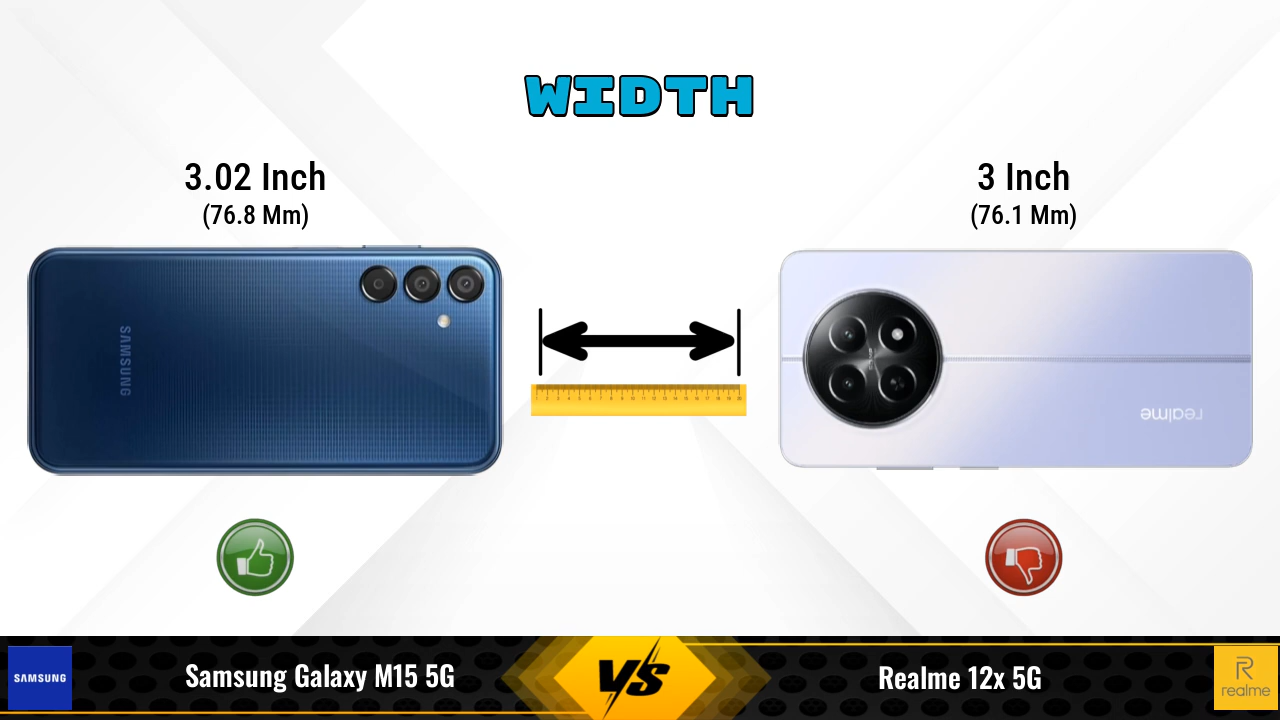 WIDTH
3.02 Inch
(76.8 Mm)
3 Inch
(76.1 Mm)
SAMSUNG
realme
SAMSUNG
Samsung Galaxy M15 5G
VS
Realme 12x 5G
R
realme